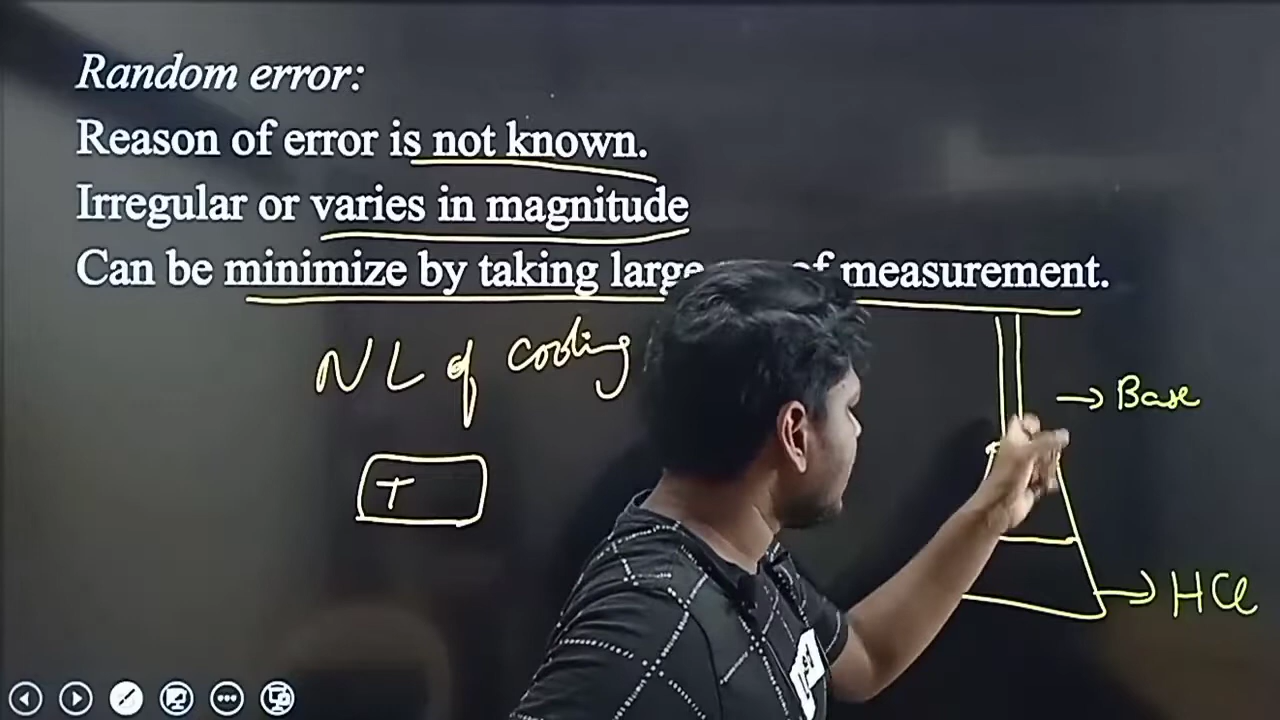 Random error:
Reason of error is not known.
Irregular or varies in magnitude
Can be minimize by taking large of measurement.
NL of cooling
T
→ Base
→ HCl